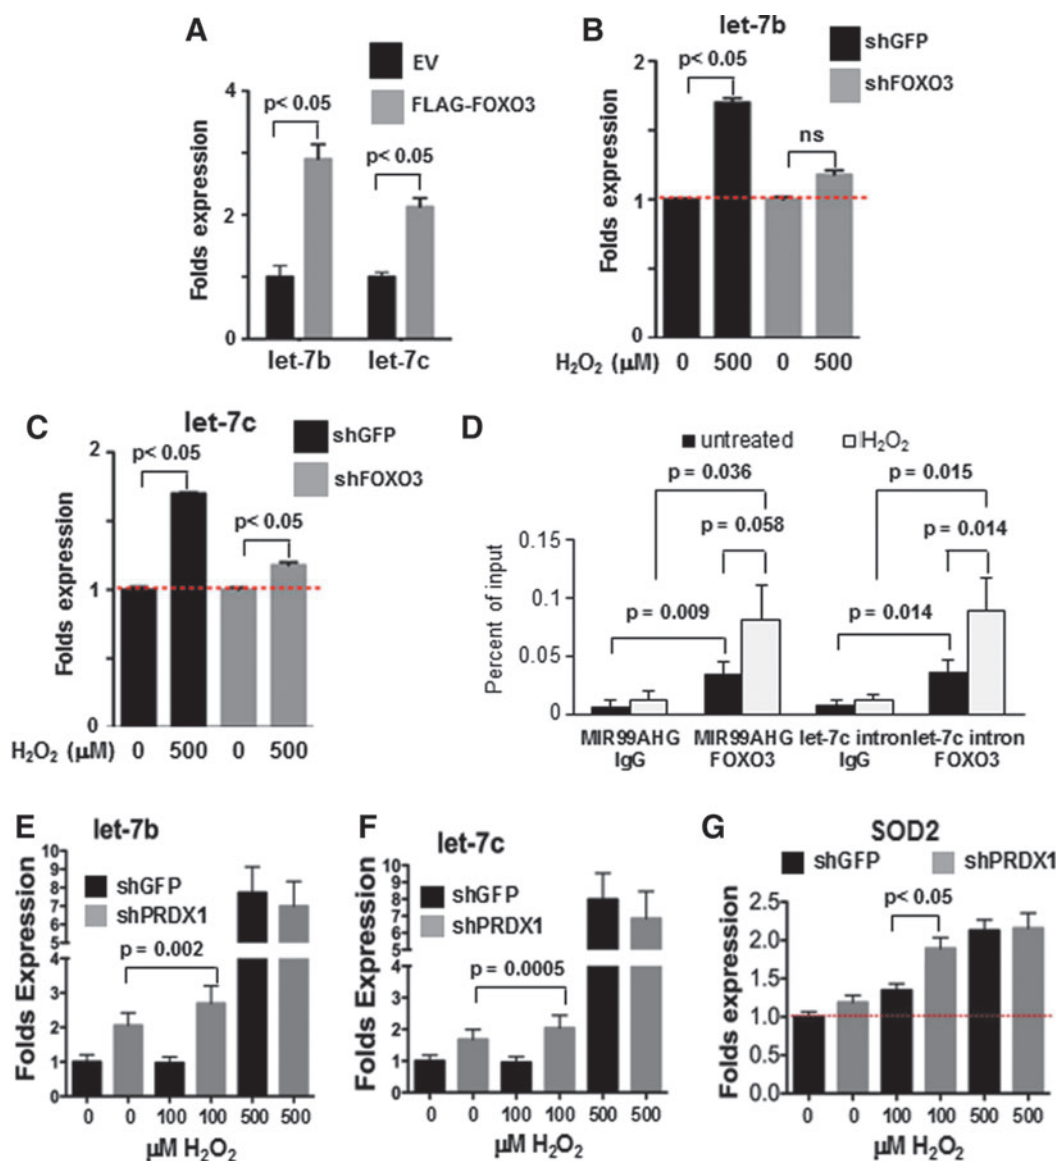 A
EV
FLAG-FOXO3
p< 0.05
p< 0.05
Folds expression
4
2
0
let-7b let-7c
B
let-7b
shGFP
shFOXO3
p< 0.05
ns
Folds expression
2
1
0
H₂O₂ (μM) 0 500 0 500
C
let-7c
shGFP
shFOXO3
p< 0.05
p< 0.05
Folds expression
2
1
0
H₂O₂ (μM) 0 500 0 500
D
untreated H₂O₂
p = 0.036 p = 0.015
p = 0.058 p = 0.014
p = 0.009 p = 0.014
Percent of input
0.15
0.1
0.05
0
MIR99AHG MIR99AHG let-7c intron let-7c intron
IgG FOXO3 IgG FOXO3
E
let-7b
shGFP
shPRDX1
p = 0.002
Folds Expression
10
9
8
7
6
5
4
3
2
1
0
0 0 100 100 500 500
μM H₂O₂
F
let-7c
shGFP
shPRDX1
p = 0.0005
Folds Expression
10
9
8
7
6
5
4
3
2
1
0
0 0 100 100 500 500
μM H₂O₂
G
SOD2
shGFP shPRDX1
p< 0.05
Folds expression
2.5
2.0
1.5
1.0
0.5
0.0
0 0 100 100 500 500
μM H₂O₂